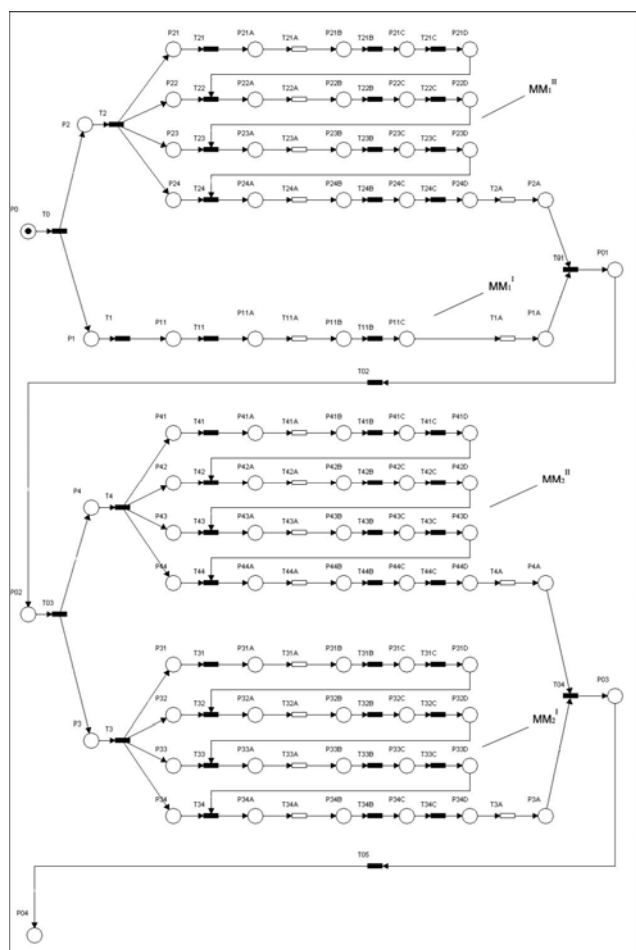 P21 T21 P21A T21A P21B T21B P21C T21C P21D
P22 T22 P22A T22A P22B T22B P22C T22C P22D
MM₁ᴵᴵᴵ
P2 T2
P23 T23 P23A T23A P23B T23B P23C T23C P23D
P24 T24 P24A T24A P24B T24B P24C T24C P24D T2A P2A
P0 T0
T01 P01
MM₁ᴵ
P1 T1 P11 T11 P11A T11A P11B T11B P11C T1A P1A
T02
P41 T41 P41A T41A P41B T41B P41C T41C P41D
P42 T42 P42A T42A P42B T42B P42C T42C P42D
MM₂ᴵᴵ
P4 T4
P43 T43 P43A T43A P43B T43B P43C T43C P43D
P44 T44 P44A T44A P44B T44B P44C T44C P44D T4A P4A
P02 T03
P31 T31 P31A T31A P31B T31B P31C T31C P31D
T04 P03
P32 T32 P32A T32A P32B T32B P32C T32C P32D
P3 T3
MM₂ᴵ
P33 T33 P33A T33A P33B T33B P33C T33C P33D
P34 T34 P34A T34A P34B T34B P34C T34C P34D T3A P3A
T05
P04